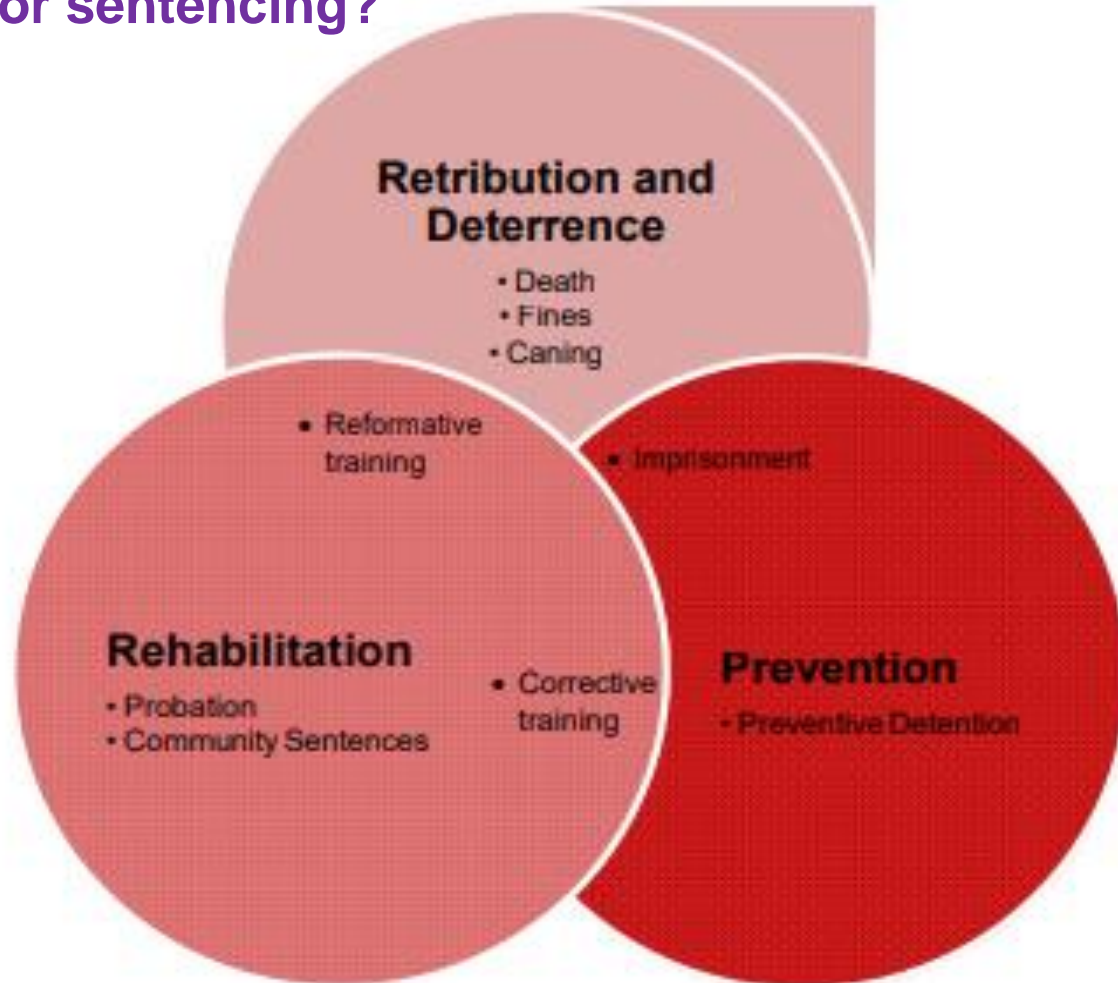 or sentencing?
Retribution and
Deterrence
• Death
• Fines
• Caning
• Reformative
training
• Imprisonment
Rehabilitation
• Probation
• Community Sentences
• Corrective
training
Prevention
• Preventive Detention